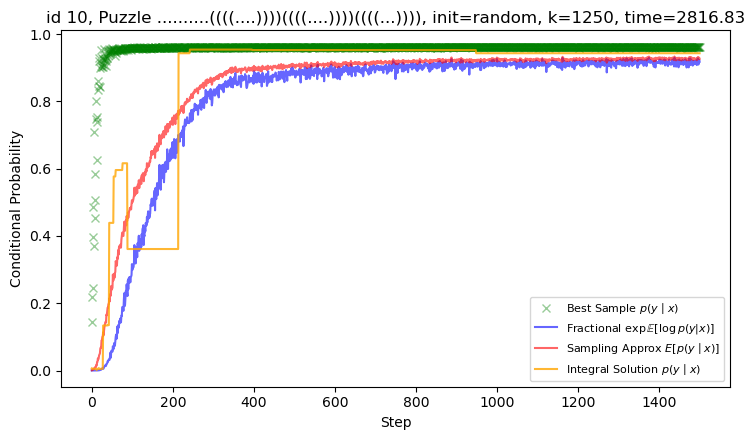 id 10, Puzzle ..........((((....))))((((....))))((((...)))), init=random, k=1250, time=2816.83
1.0
0.8
0.6
0.4
0.2
0.0
Conditional Probability
0
200
400
600
800
1000
1200
1400
Step
Best Sample p(y | x)
Fractional exp𝔼[log p(y|x)]
Sampling Approx E[p(y | x)]
Integral Solution p(y | x)